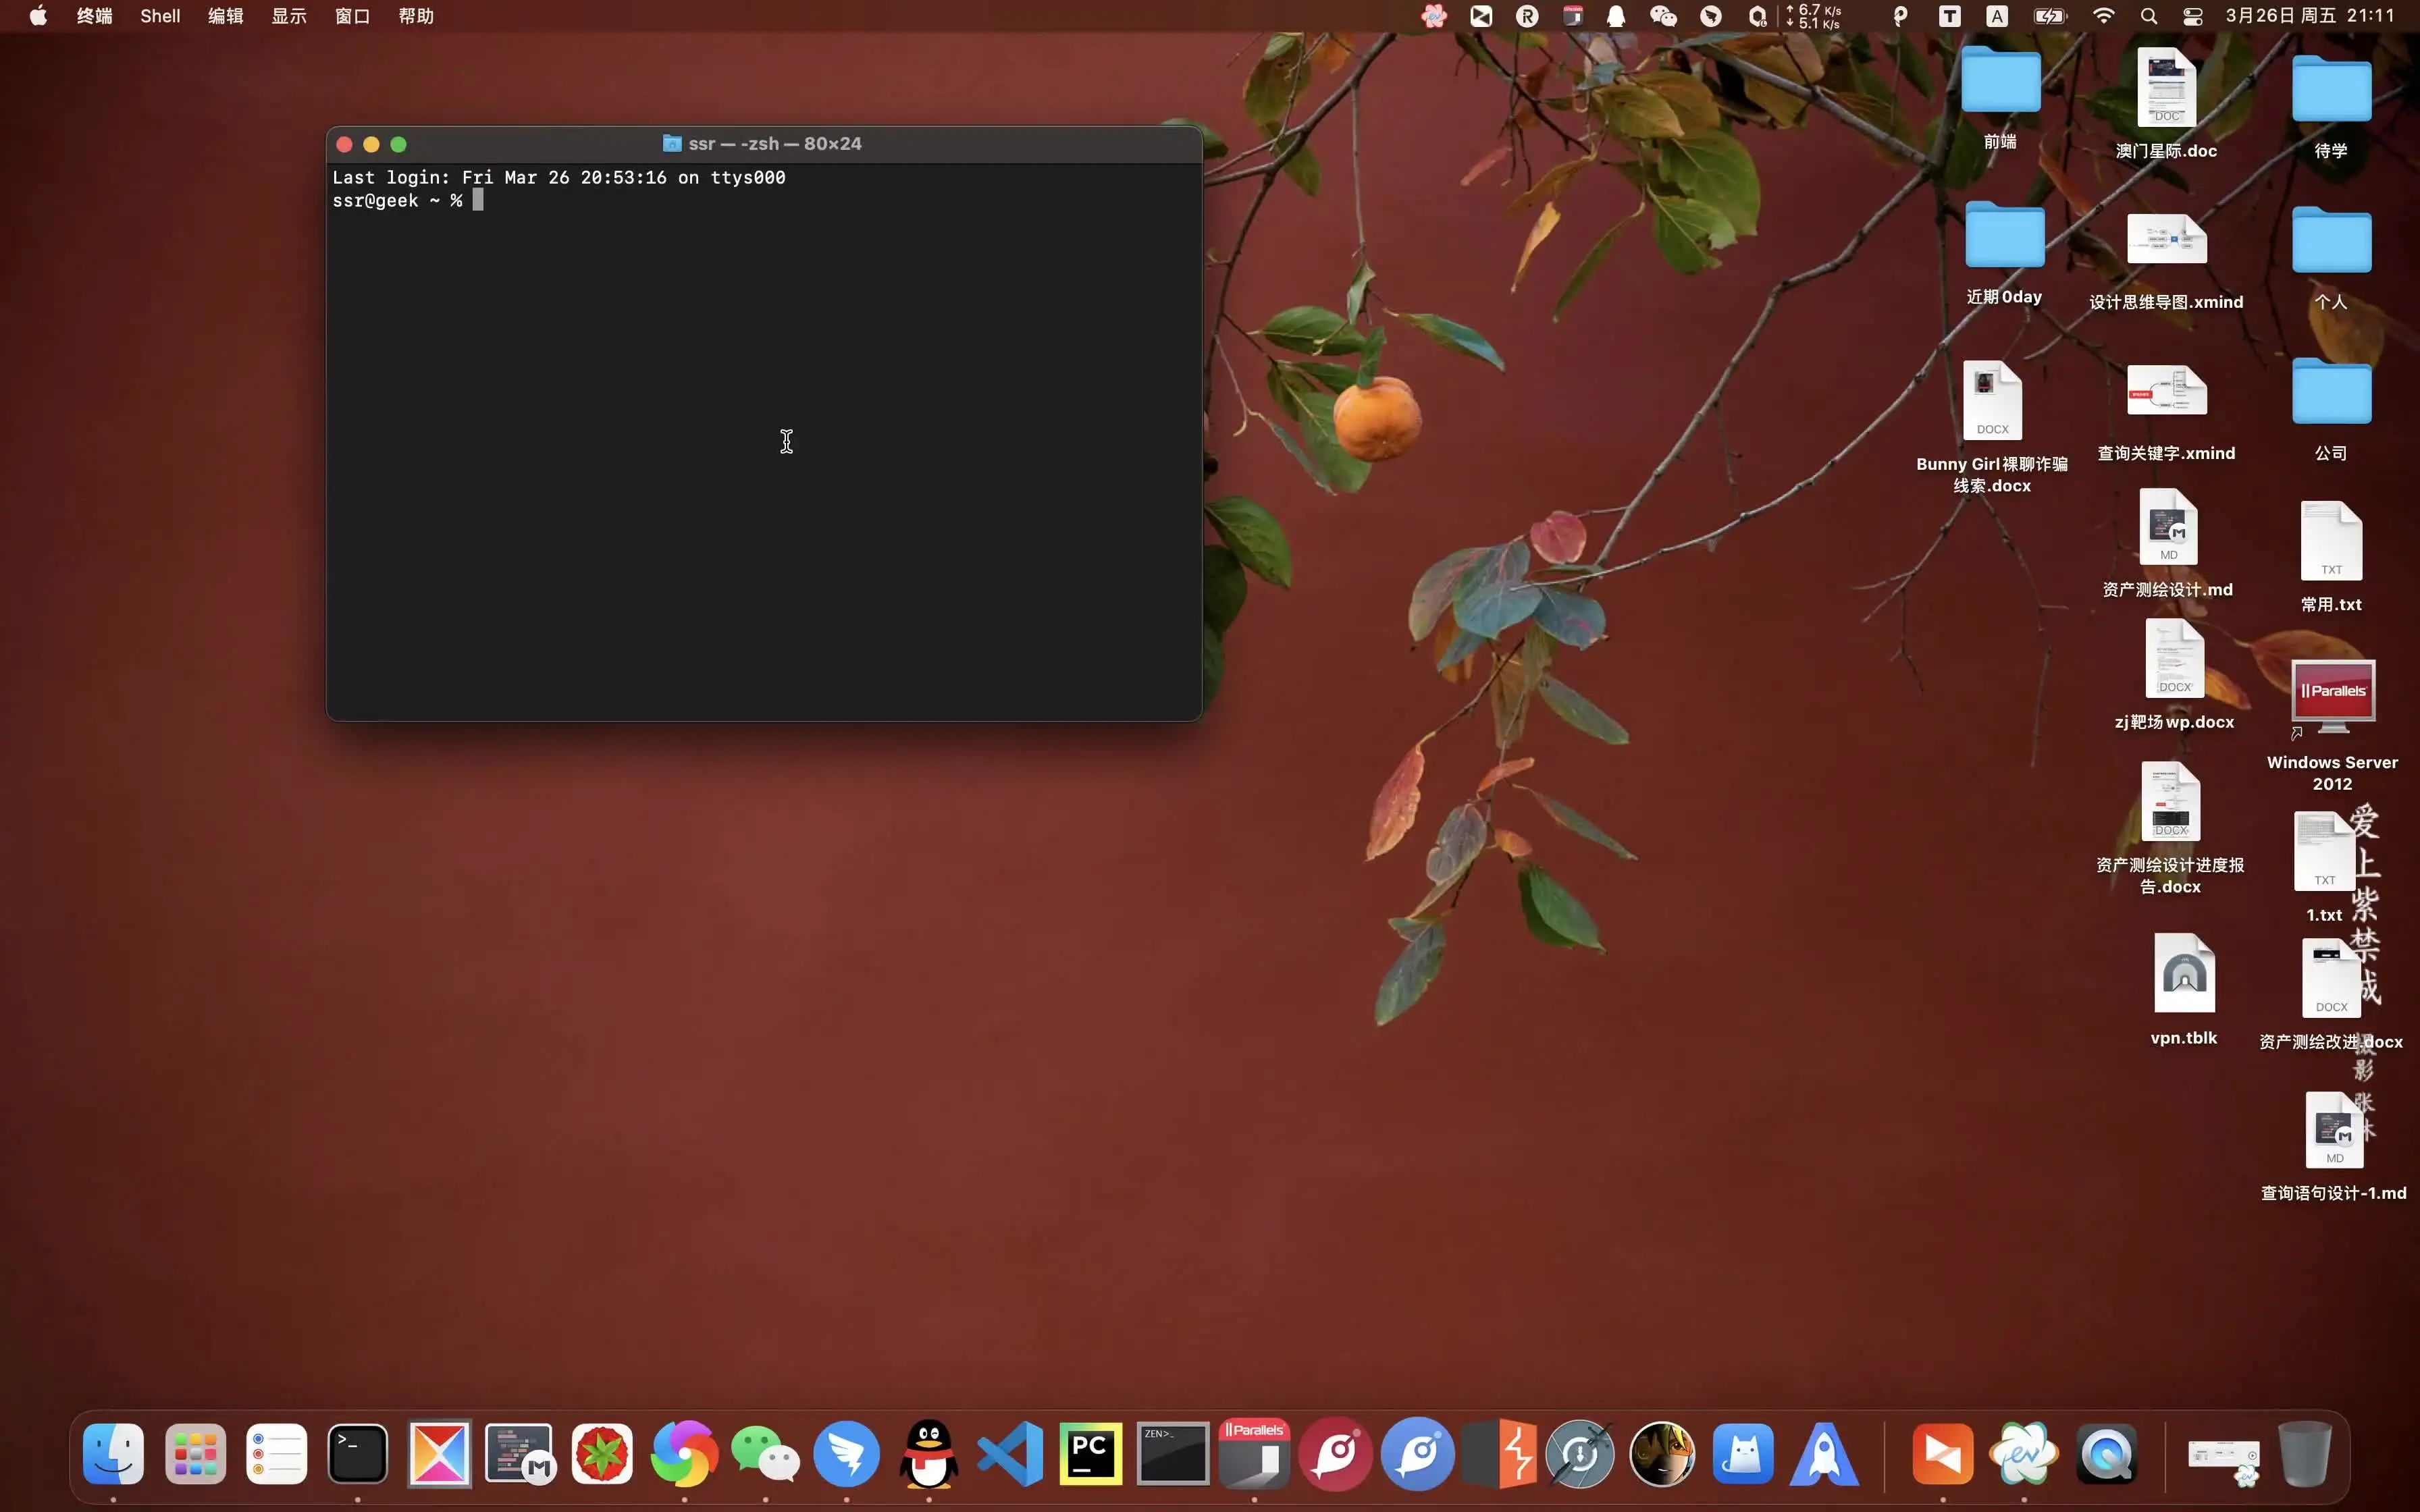 终端 Shell 编辑 显示 窗口 帮助
6.7 K/s
5.1 K/s
T A 3月26日 周五 21:11
ssr — -zsh — 80×24
Last login: Fri Mar 26 20:53:16 on ttys000
ssr@geek ~ %
前端
DOC
澳门星际.doc
待学
近期0day
设计思维导图.xmind
个人
DOCX
Bunny Girl裸聊诈骗
线索.docx
查询关键字.xmind
公司
MD
资产测绘设计.md
TXT
常用.txt
DOCX
zj靶场wp.docx
Parallels
Windows Server
2012
DOCX
资产测绘设计进度报
告.docx
TXT
1.txt
vpn.tblk
DOCX
资产测绘改进.docx
MD
查询语句设计-1.md
爱上紫禁城
摄影 张林
>_
M
PC
ZEN>_
Parallels
ev